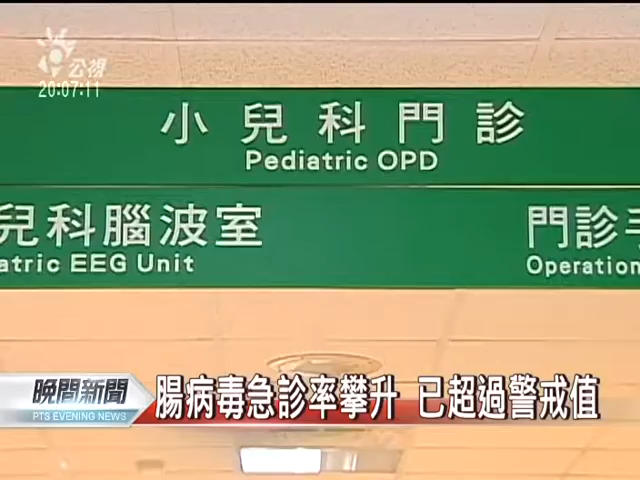 公視
20:07:11
小兒科門診
Pediatric OPD
兒科腦波室
atric EEG Unit
門診手
Operation
晚間新聞
PTS EVENING NEWS
腸病毒急診率攀升 已超過警戒值